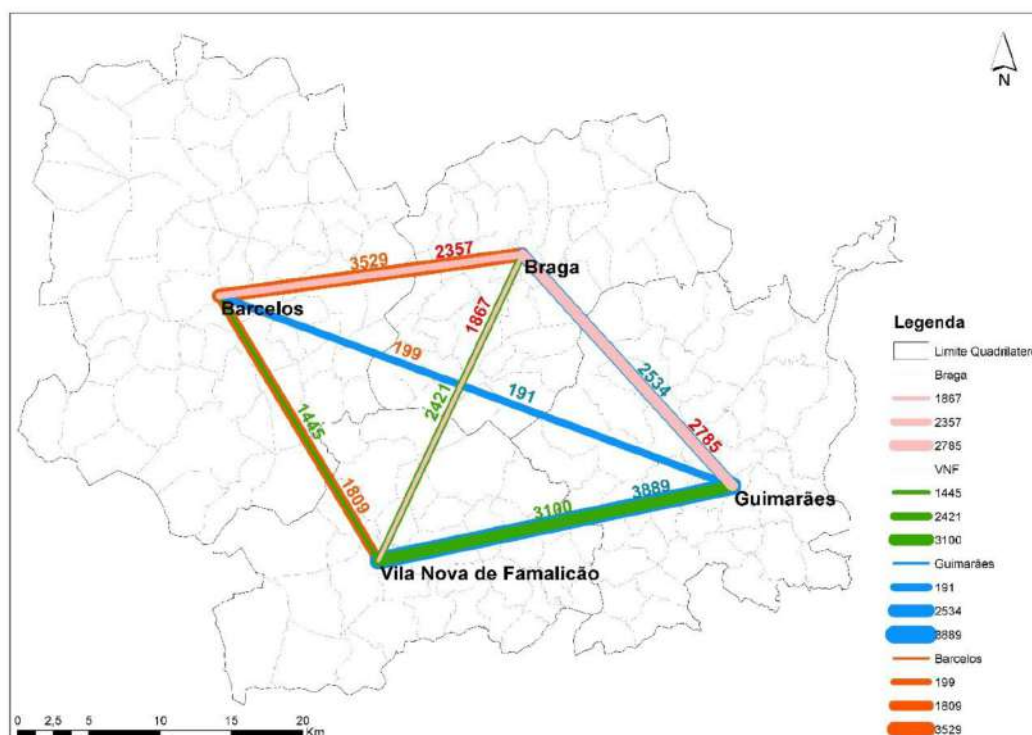 N
3529
2357
Braga
Barcelos
1867
199
2421
191
2534
1445
2785
1809
3889
3100
Guimarães
Vila Nova de Famalicão
Legenda
Limite Quadrilatero
Braga
1867
2357
2785
VNF
1445
2421
3100
Guimarães
191
2534
3889
Barcelos
199
1809
3529
0 2,5 5 10 15 20
Km